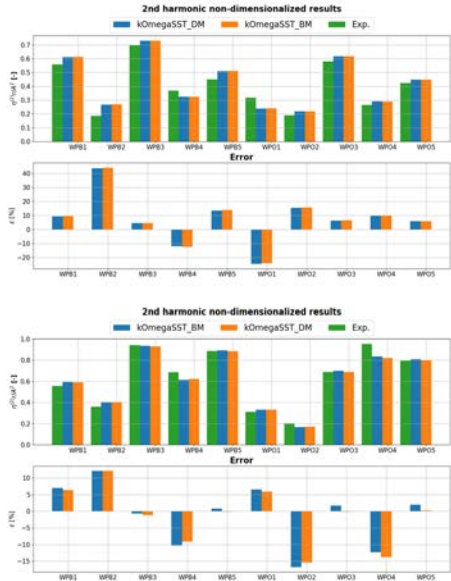 2nd harmonic non-dimensionalized results
kOmegaSST_DM kOmegaSST_BM Exp.
0.7
0.6
0.5
0.4
0.3
0.2
0.1
0.0
WPB1 WPB2 WPB3 WPB4 WPB5 WPO1 WPO2 WPO3 WPO4 WPO5
Error
ε [%]
40
20
0
−20
WPB1 WPB2 WPB3 WPB4 WPB5 WPO1 WPO2 WPO3 WPO4 WPO5
2nd harmonic non-dimensionalized results
kOmegaSST_BM kOmegaSST_DM Exp.
1.0
0.8
0.6
0.4
0.2
0.0
WPB1 WPB2 WPB3 WPB4 WPB5 WPO1 WPO2 WPO3 WPO4 WPO5
Error
ε [%]
10
5
0
−5
−10
−15
WPB1 WPB2 WPB3 WPB4 WPB5 WPO1 WPO2 WPO3 WPO4 WPO5